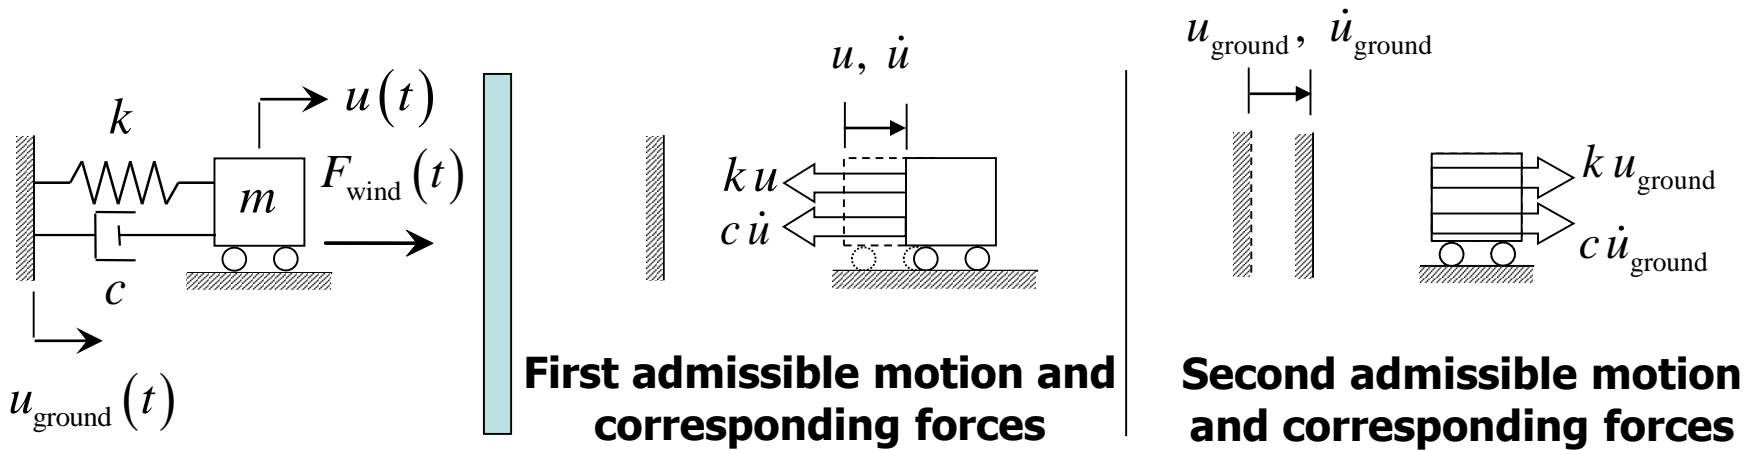 k
u(t)
m
F_wind(t)
c
u_ground(t)
u, u̇
k u
c u̇
First admissible motion and
corresponding forces
u_ground, u̇_ground
k u_ground
c u̇_ground
Second admissible motion
and corresponding forces